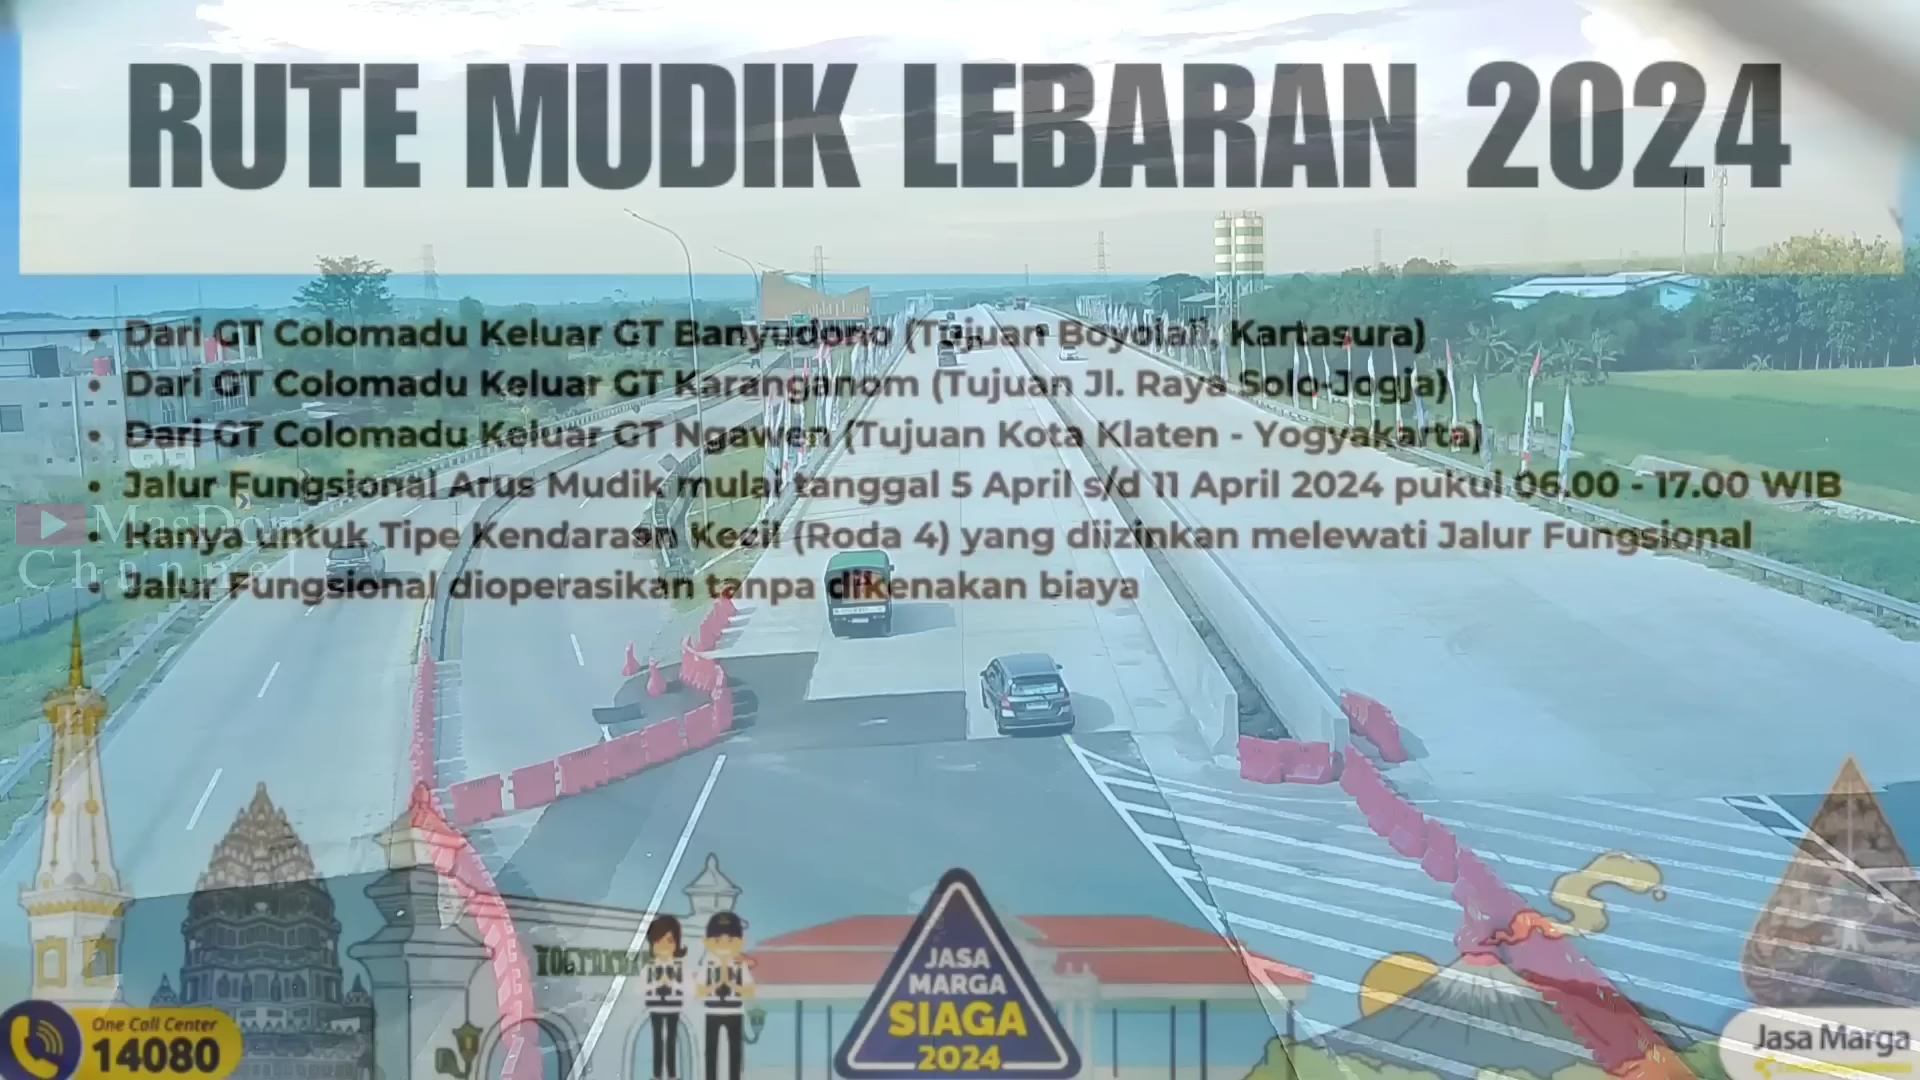 RUTE MUDIK LEBARAN 2024
• Dari GT Colomadu Keluar GT Banyudono (Tujuan Boyolali, Kartasura)
• Dari GT Colomadu Keluar GT Karanganom (Tujuan Jl. Raya Solo-Jogja)
• Dari GT Colomadu Keluar GT Ngawen (Tujuan Kota Klaten - Yogyakarta)
• Jalur Fungsional Arus Mudik mulai tanggal 5 April s/d 11 April 2024 pukul 06.00 - 17.00 WIB
• Hanya untuk Tipe Kendaraan Kecil (Roda 4) yang diizinkan melewati Jalur Fungsional
• Jalur Fungsional dioperasikan tanpa dikenakan biaya
MasDon
Channel
One Call Center
14080
JASA
MARGA
SIAGA
2024
Jasa Marga